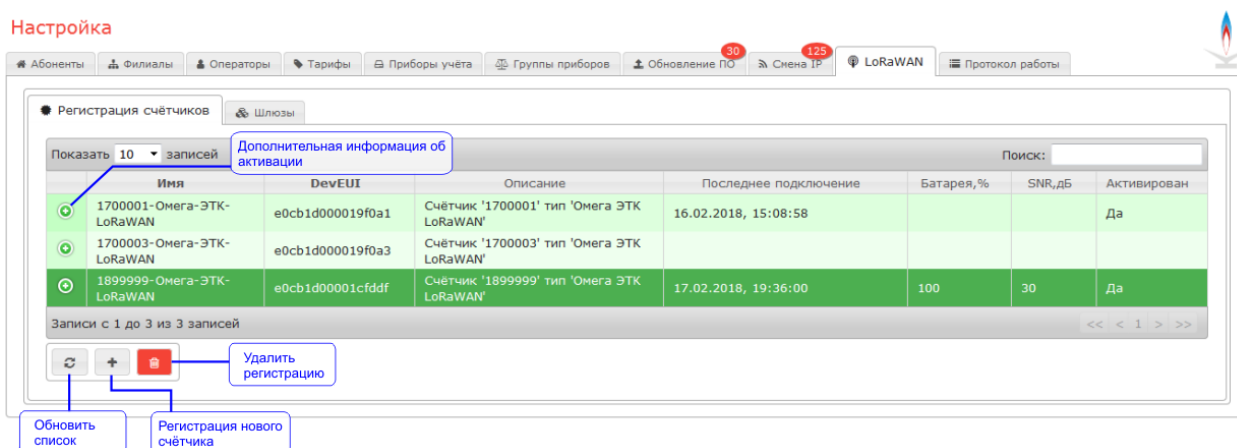 Настройка
Абоненты Филиалы Операторы Тарифы Приборы учёта Группы приборов Обновление ПО 30 Смена IP 125 LoRaWAN Протокол работы
Регистрация счётчиков Шлюзы
Показать 10 записей Поиск:
Дополнительная информация об
активации
Имя DevEUI Описание Последнее подключение Батарея,% SNR,дБ Активирован
1700001-Омега-ЭТК-
LoRaWAN e0cb1d000019f0a1 Счётчик '1700001' тип 'Омега ЭТК
LoRaWAN' 16.02.2018, 15:08:58 Да
1700003-Омега-ЭТК-
LoRaWAN e0cb1d000019f0a3 Счётчик '1700003' тип 'Омега ЭТК
LoRaWAN'
1899999-Омега-ЭТК-
LoRaWAN e0cb1d00001cfddf Счётчик '1899999' тип 'Омега ЭТК
LoRaWAN' 17.02.2018, 19:36:00 100 30 Да
Записи с 1 до 3 из 3 записей << < 1 > >>
Удалить
регистрацию
Обновить
список
Регистрация нового
счётчика